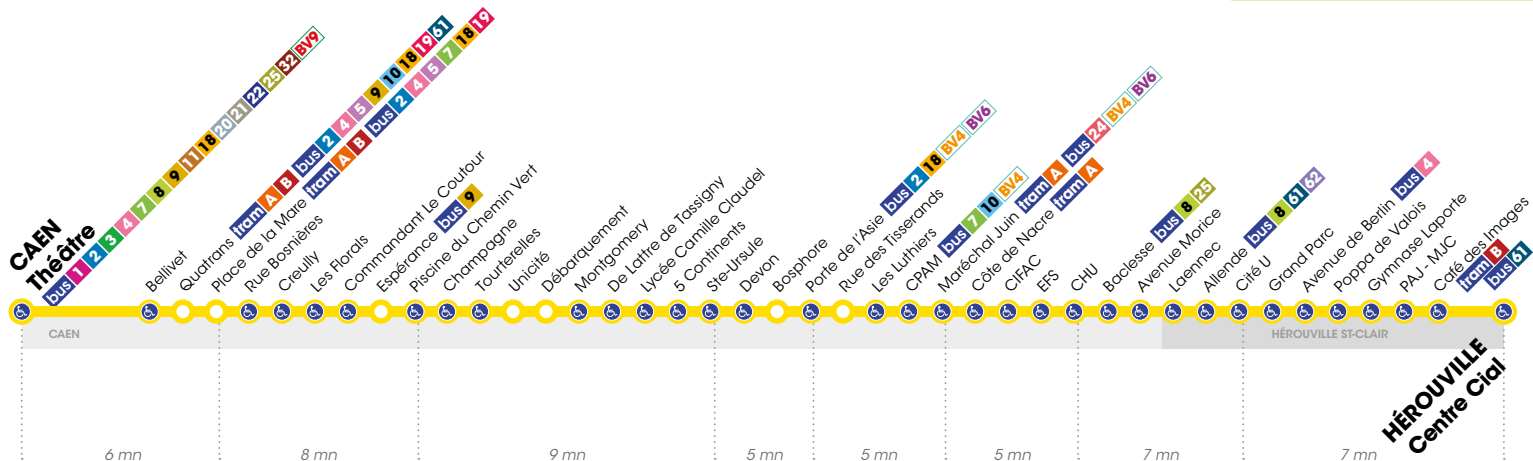 CAEN
Théâtre
bus 1 2 3 4 7 8 9 11 18 20 21 22 25 32 BV9
Bellivet
Quatrans tram A B bus 2 4 5 9 10 18 19 61
Place de la Mare tram A B bus 2 4 5 7 18 19
Rue Bosnières
Creully
Les Florals
Commandant Le Coutour
Espérance bus 9
Piscine du Chemin Vert
Champagne
Tourterelles
Unicité
Débarquement
Montgomery
De Lattre de Tassigny
Lycée Camille Claudel
5 Continents
Ste-Ursule
Devon
Bosphore
Porte de l'Asie bus 2 18 BV4 BV6
Rue des Tisserands
Les Luthiers
CPAM bus 7 10 BV4
Maréchal Juin tram A bus 24 BV4 BV6
Côte de Nacre tram A
CIFAC
EFS
CHU
Baclesse bus 8 25
Avenue Morice
Laennec
Allende bus 8 61 62
Cité U
Grand Parc
Avenue de Berlin bus 4
Poppa de Valois
Gymnase Laporte
PAJ - MJC
Café des Images
tram B
bus 61
HÉROUVILLE
Centre Cial
CAEN
HÉROUVILLE ST-CLAIR
6 mn
8 mn
9 mn
5 mn
5 mn
5 mn
7 mn
7 mn